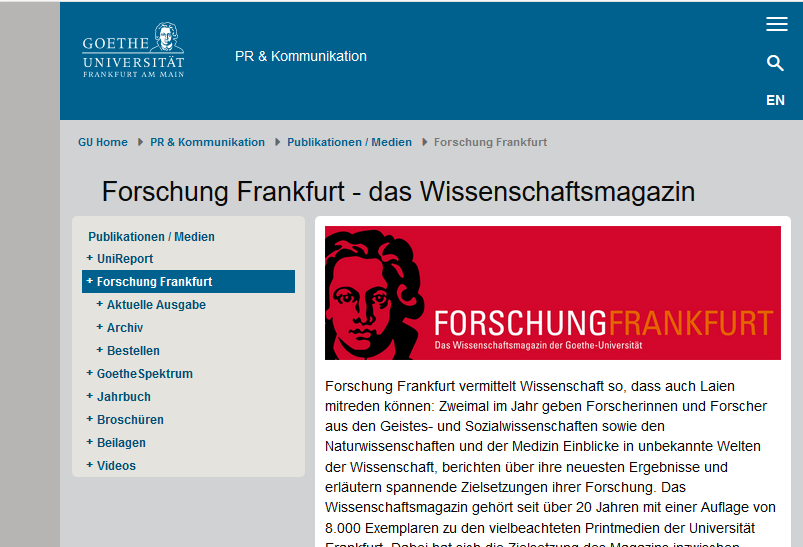 GOETHE
UNIVERSITÄT
FRANKFURT AM MAIN
PR & Kommunikation
EN
GU Home PR & Kommunikation Publikationen / Medien Forschung Frankfurt
Forschung Frankfurt - das Wissenschaftsmagazin
Publikationen / Medien
+ UniReport
+ Forschung Frankfurt
+ Aktuelle Ausgabe
+ Archiv
+ Bestellen
+ GoetheSpektrum
+ Jahrbuch
+ Broschüren
+ Beilagen
+ Videos
FORSCHUNGFRANKFURT
Das Wissenschaftsmagazin der Goethe-Universität
Forschung Frankfurt vermittelt Wissenschaft so, dass auch Laien
mitreden können: Zweimal im Jahr geben Forscherinnen und Forscher
aus den Geistes- und Sozialwissenschaften sowie den
Naturwissenschaften und der Medizin Einblicke in unbekannte Welten
der Wissenschaft, berichten über ihre neuesten Ergebnisse und
erläutern spannende Zielsetzungen ihrer Forschung. Das
Wissenschaftsmagazin gehört seit über 20 Jahren mit einer Auflage von
8.000 Exemplaren zu den vielbeachteten Printmedien der Universität
Frankfurt. Dabei hat sich die Zielsetzung des Magazins inzwischen